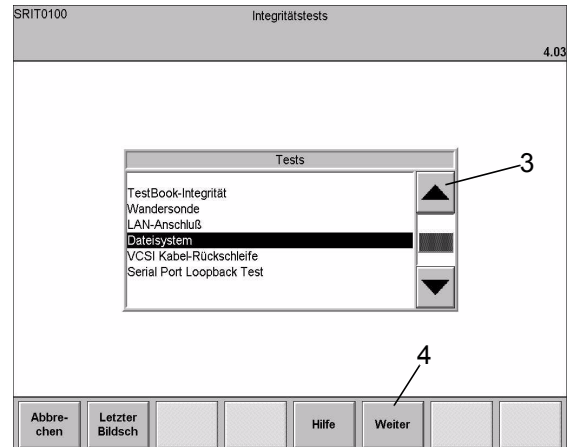 SRIT0100 Integritätstests
4.03
Tests
3
TestBook-Integrität
Wandersonde
LAN-Anschluß
Dateisystem
VCSI Kabel-Rückschleife
Serial Port Loopback Test
4
Abbre-
chen
Letzter
Bildsch
Hilfe
Weiter